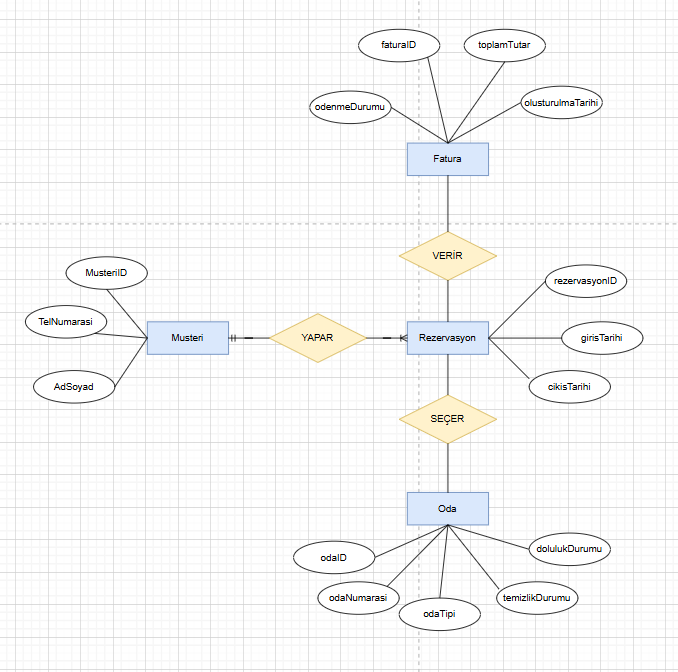 faturaID
toplamTutar
odenmeDurumu
olusturulmaTarihi
Fatura
VERİR
MusteriID
rezervasyonID
TelNumarasi
Musteri
YAPAR
Rezervasyon
girisTarihi
AdSoyad
cikisTarihi
SEÇER
Oda
odaID
dolulukDurumu
odaNumarasi
temizlikDurumu
odaTipi